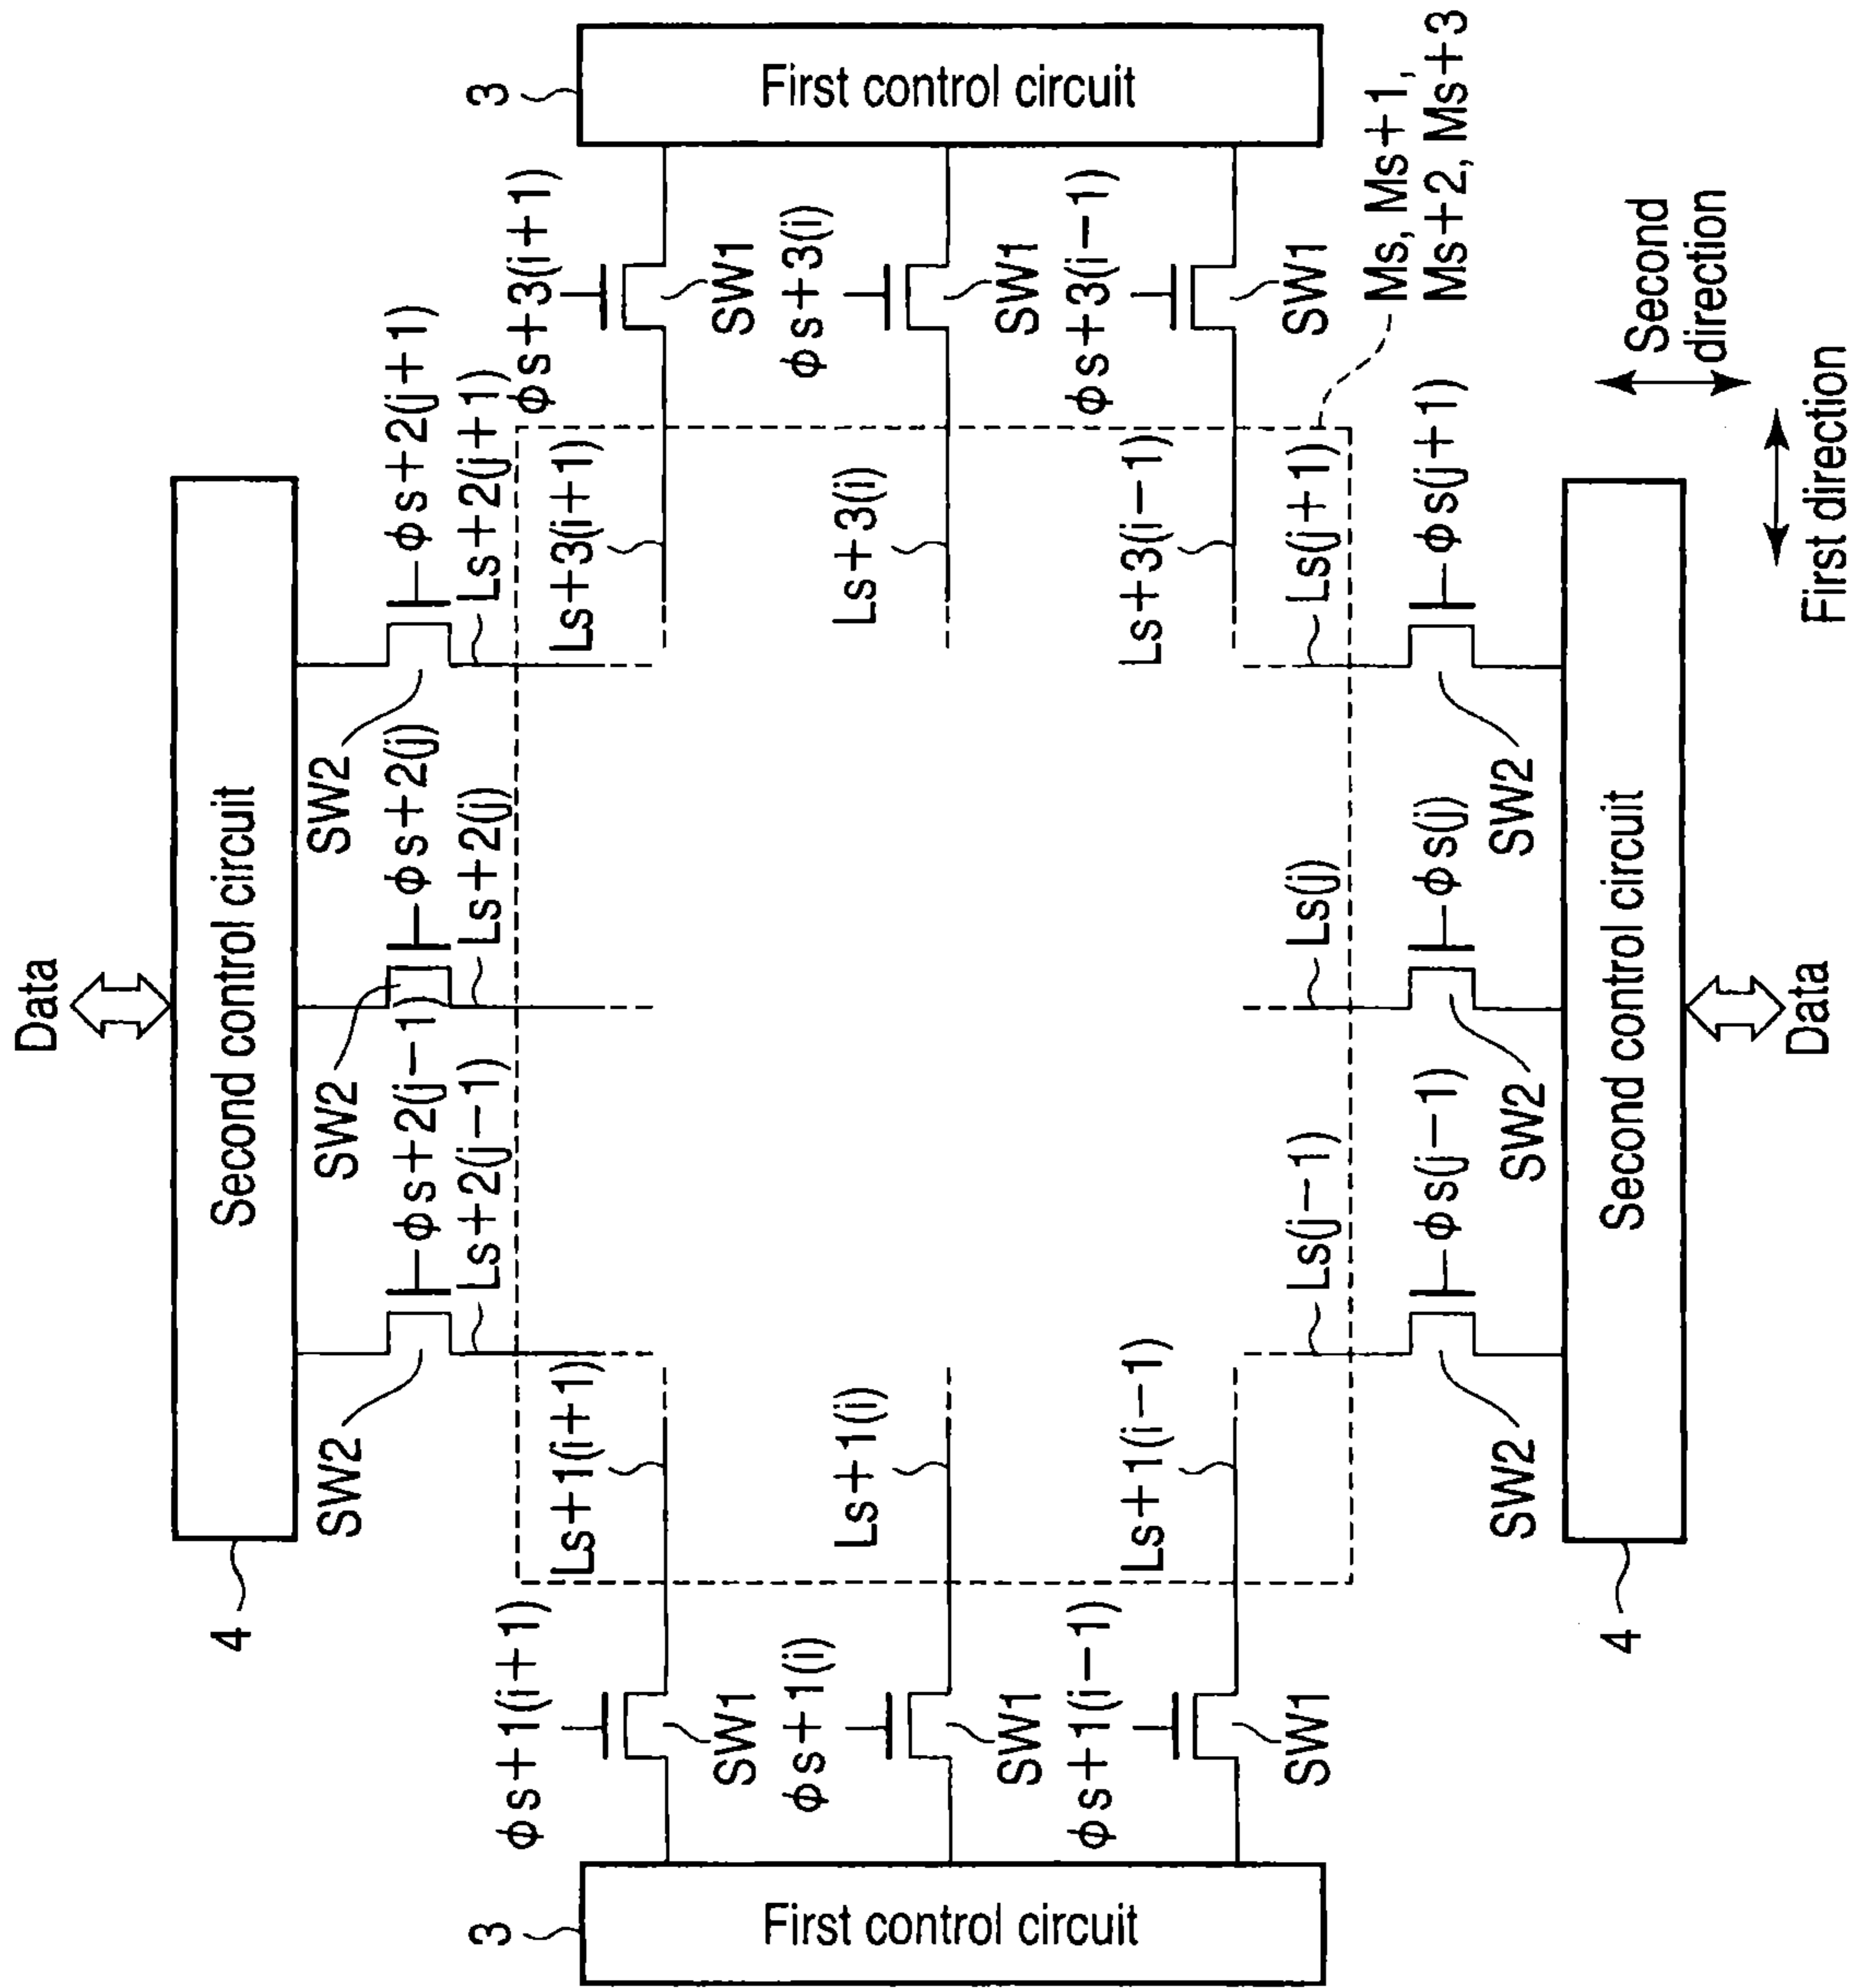 Data
Second control circuit
4
SW2
SW2
SW2
ϕs+2(j−1)
ϕs+2(j)
ϕs+2(j+1)
Ls+2(j−1)
Ls+2(j)
Ls+2(j+1)
3
First control circuit
ϕs+1(i+1)
SW1
ϕs+1(i)
SW1
ϕs+1(i−1)
SW1
Ls+1(i+1)
Ls+1(i)
Ls+1(i−1)
Ls+3(i+1)
Ls+3(i)
Ls+3(i−1)
ϕs+3(i+1)
SW1
ϕs+3(i)
SW1
ϕs+3(i−1)
SW1
3
First control circuit
Ms, Ms+1,
Ms+2, Ms+3
Ls(j−1)
Ls(j)
Ls(j+1)
ϕs(j−1)
ϕs(j)
ϕs(j+1)
SW2
SW2
SW2
4
Second control circuit
Data
Second
direction
First direction